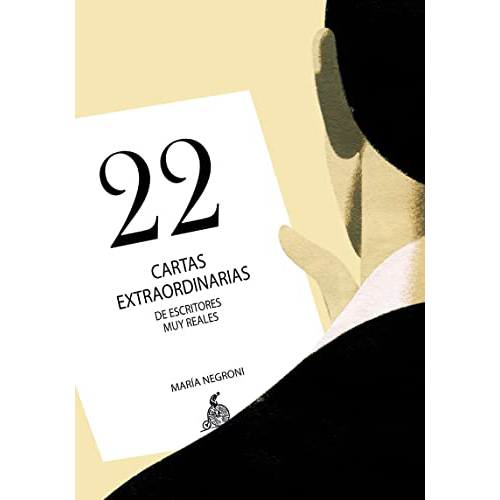 22
CARTAS
EXTRAORDINARIAS
DE ESCRITORES
MUY REALES
MARÍA NEGRONI